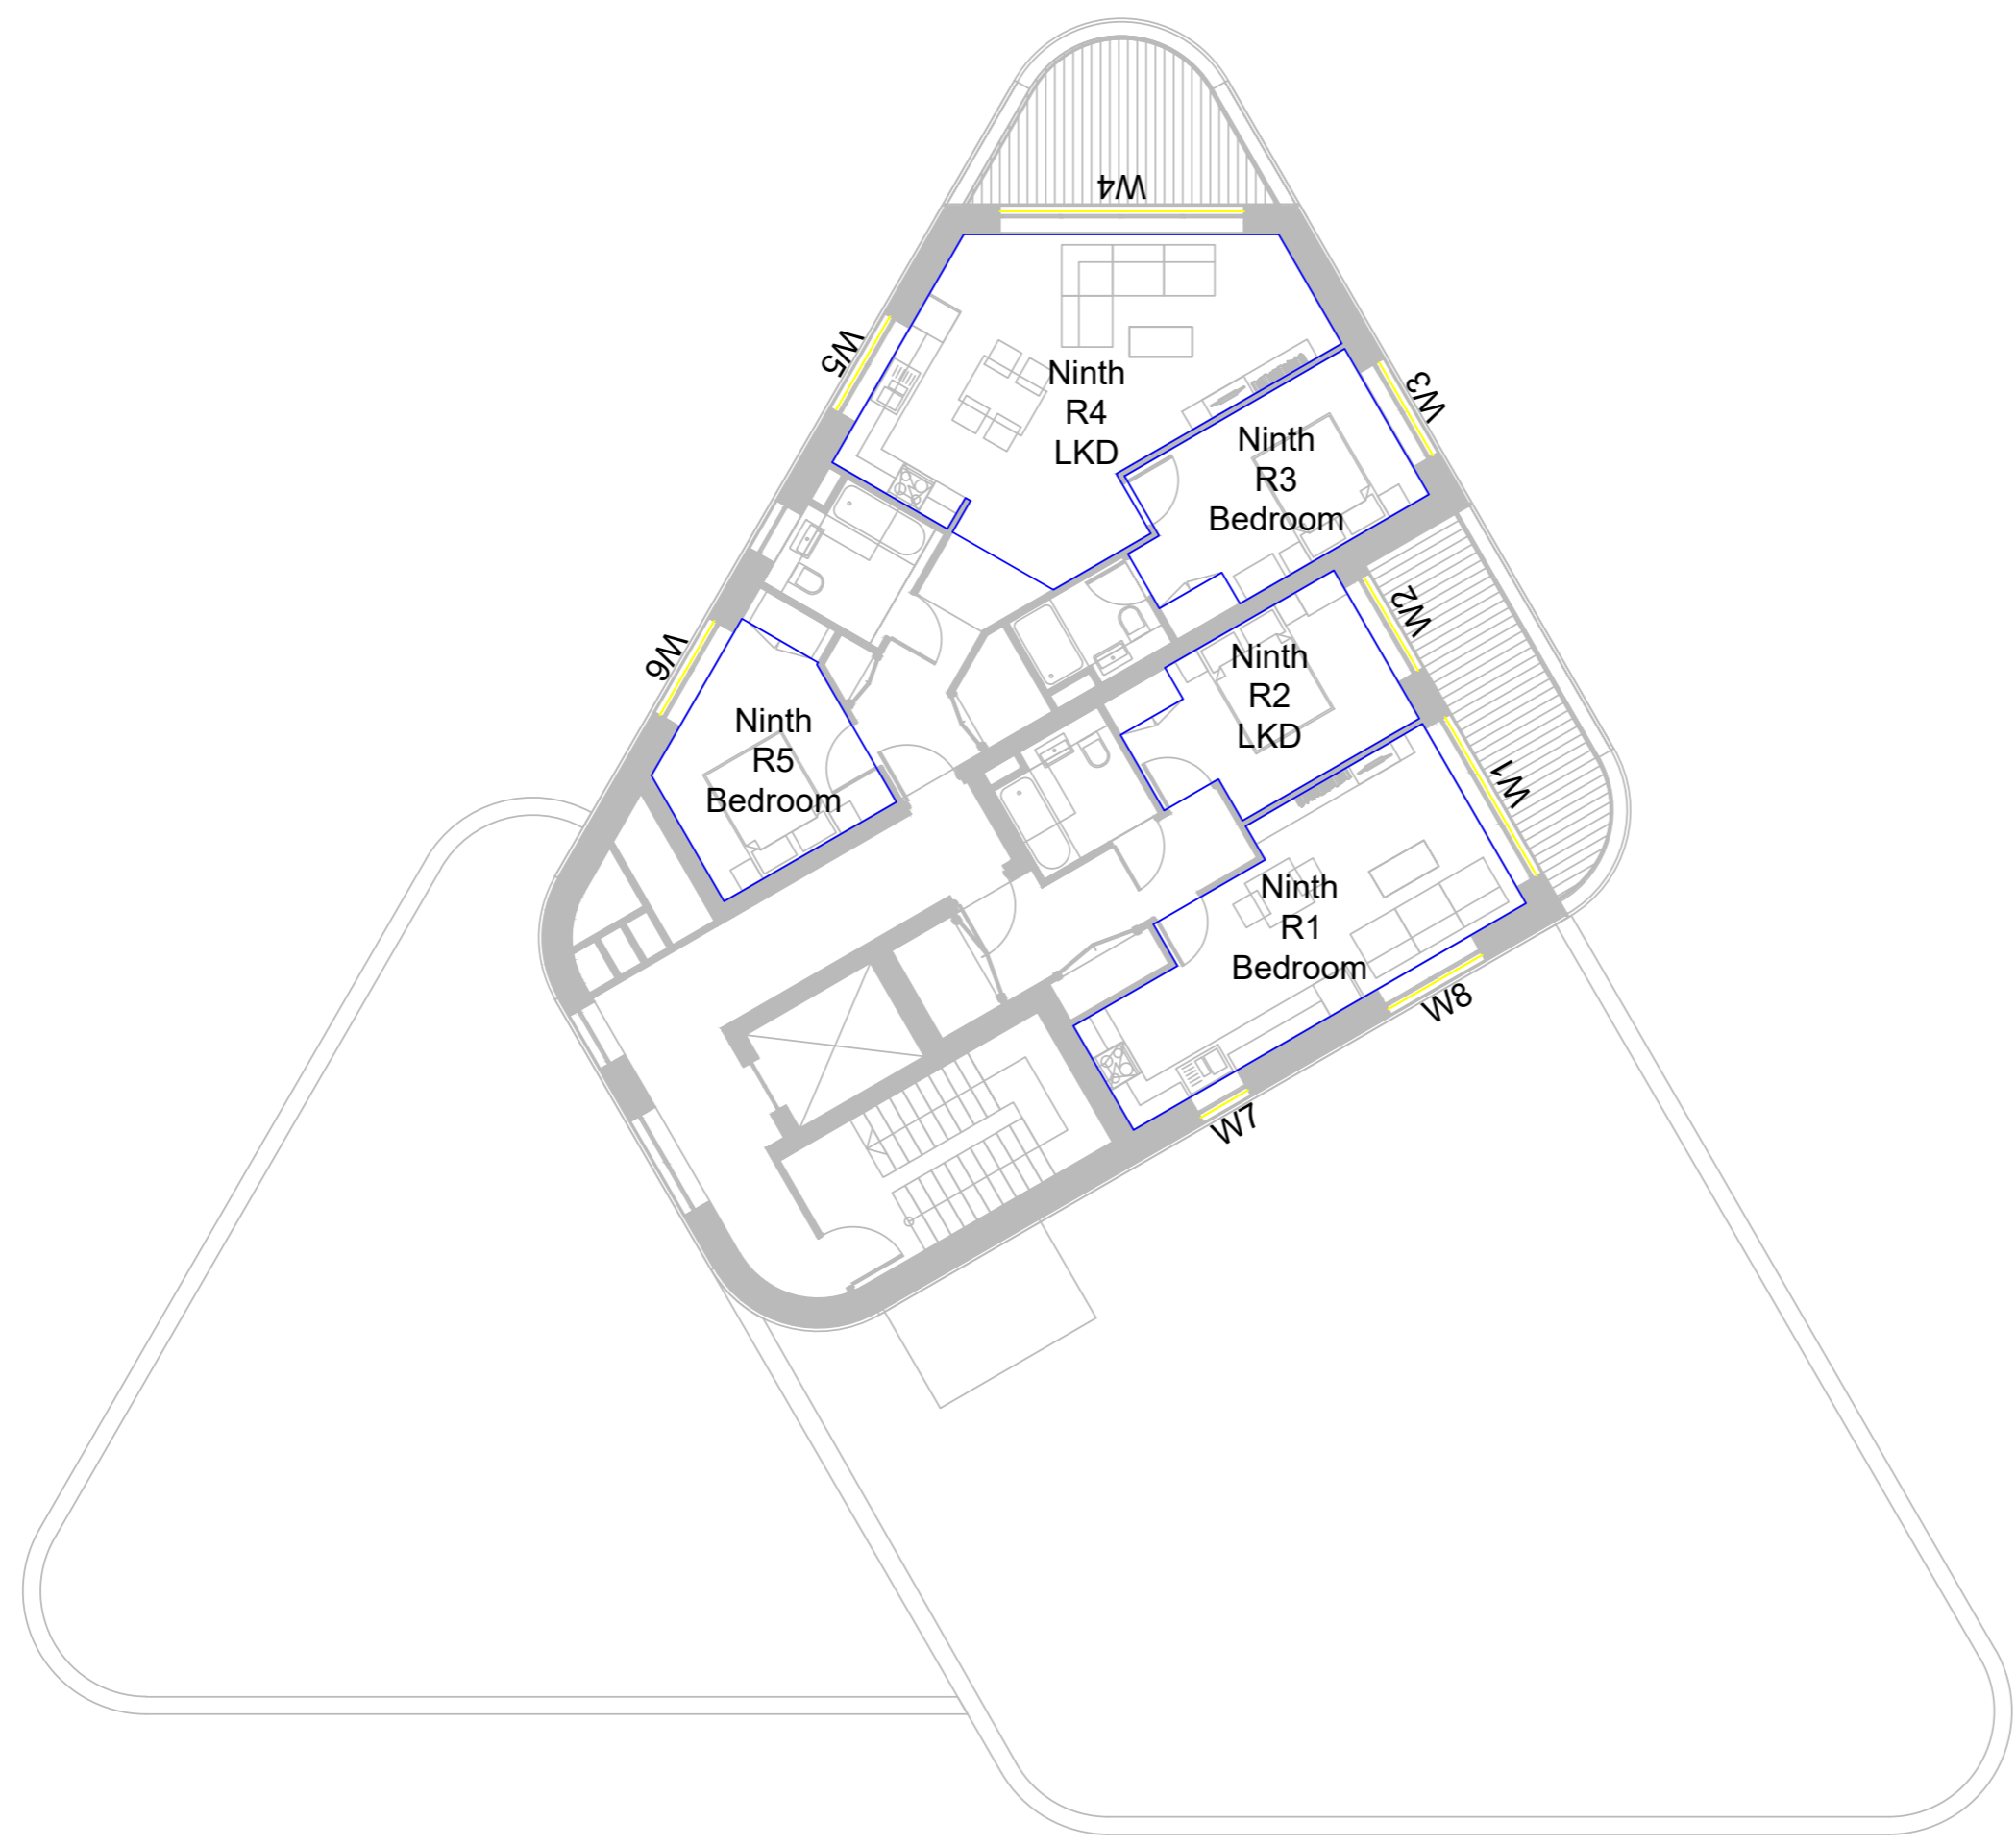 W4
W5
W3
Ninth
R4
LKD
Ninth
R3
Bedroom
W2
W6
Ninth
R2
LKD
Ninth
R5
Bedroom
W1
Ninth
R1
Bedroom
W8
W7